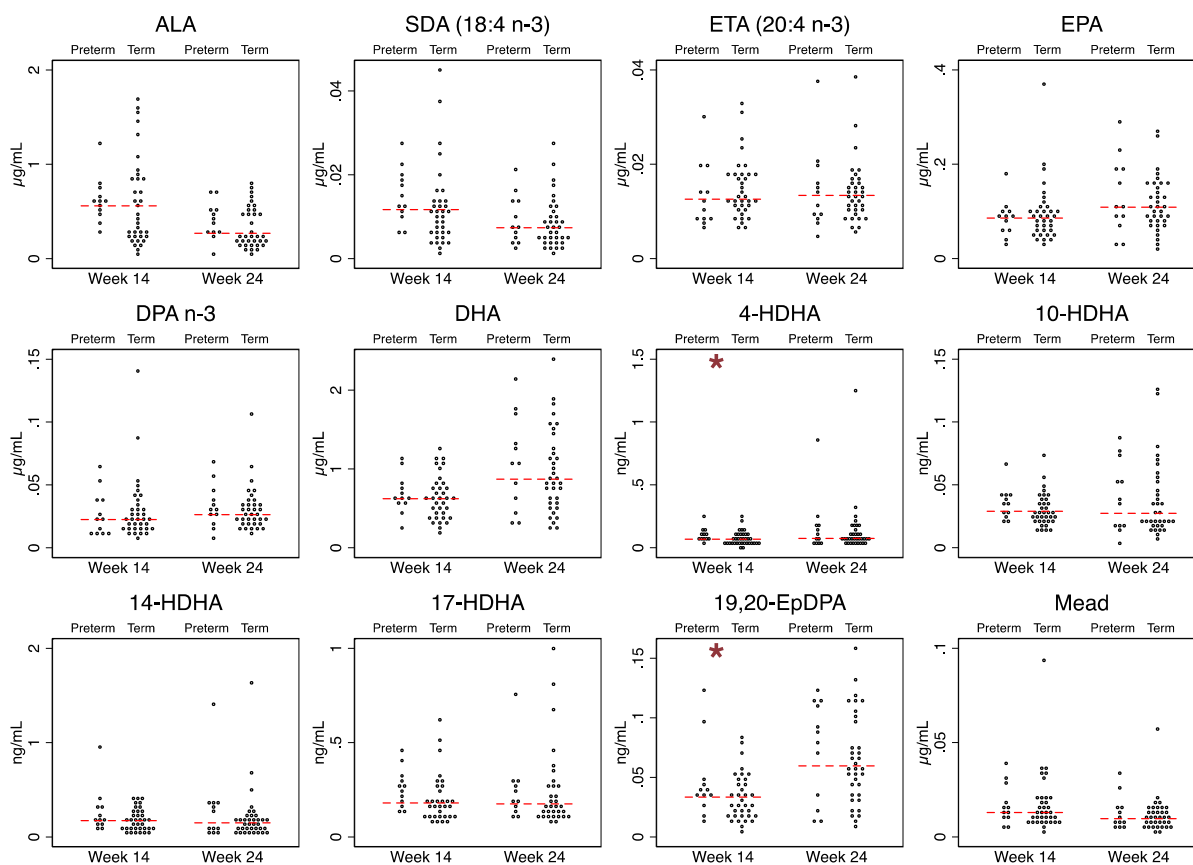 ALA SDA (18:4 n-3) ETA (20:4 n-3) EPA
Preterm Term Preterm Term Preterm Term Preterm Term Preterm Term Preterm Term Preterm Term Preterm Term
µg/mL 0 1 2 µg/mL 0 .02 .04 µg/mL 0 .02 .04 µg/mL 0 .2 .4
Week 14 Week 24 Week 14 Week 24 Week 14 Week 24 Week 14 Week 24
DPA n-3 DHA 4-HDHA 10-HDHA
Preterm Term Preterm Term Preterm Term Preterm Term Preterm Term Preterm Term Preterm Term Preterm Term
µg/mL 0 .05 .1 .15 µg/mL 0 1 2 ng/mL 0 .5 1 1.5 ng/mL 0 .05 .1 .15
*
Week 14 Week 24 Week 14 Week 24 Week 14 Week 24 Week 14 Week 24
14-HDHA 17-HDHA 19,20-EpDPA Mead
Preterm Term Preterm Term Preterm Term Preterm Term Preterm Term Preterm Term Preterm Term Preterm Term
ng/mL 0 1 2 ng/mL 0 .5 1 ng/mL 0 .05 .1 .15 µg/mL 0 .05 .1
*
Week 14 Week 24 Week 14 Week 24 Week 14 Week 24 Week 14 Week 24